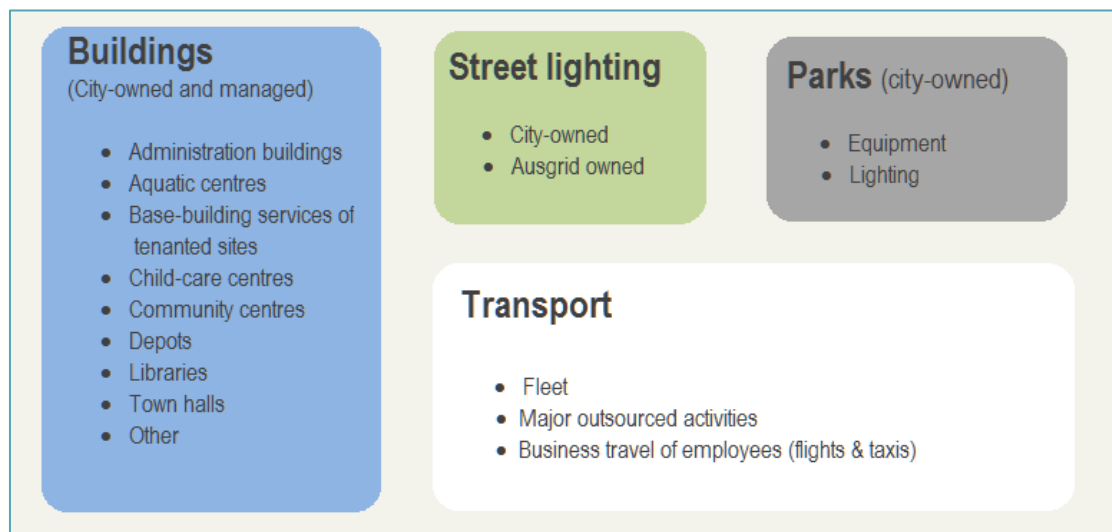 Buildings
(City-owned and managed)
• Administration buildings
• Aquatic centres
• Base-building services of
tenanted sites
• Child-care centres
• Community centres
• Depots
• Libraries
• Town halls
• Other
Street lighting
• City-owned
• Ausgrid owned
Parks (city-owned)
• Equipment
• Lighting
Transport
• Fleet
• Major outsourced activities
• Business travel of employees (flights & taxis)